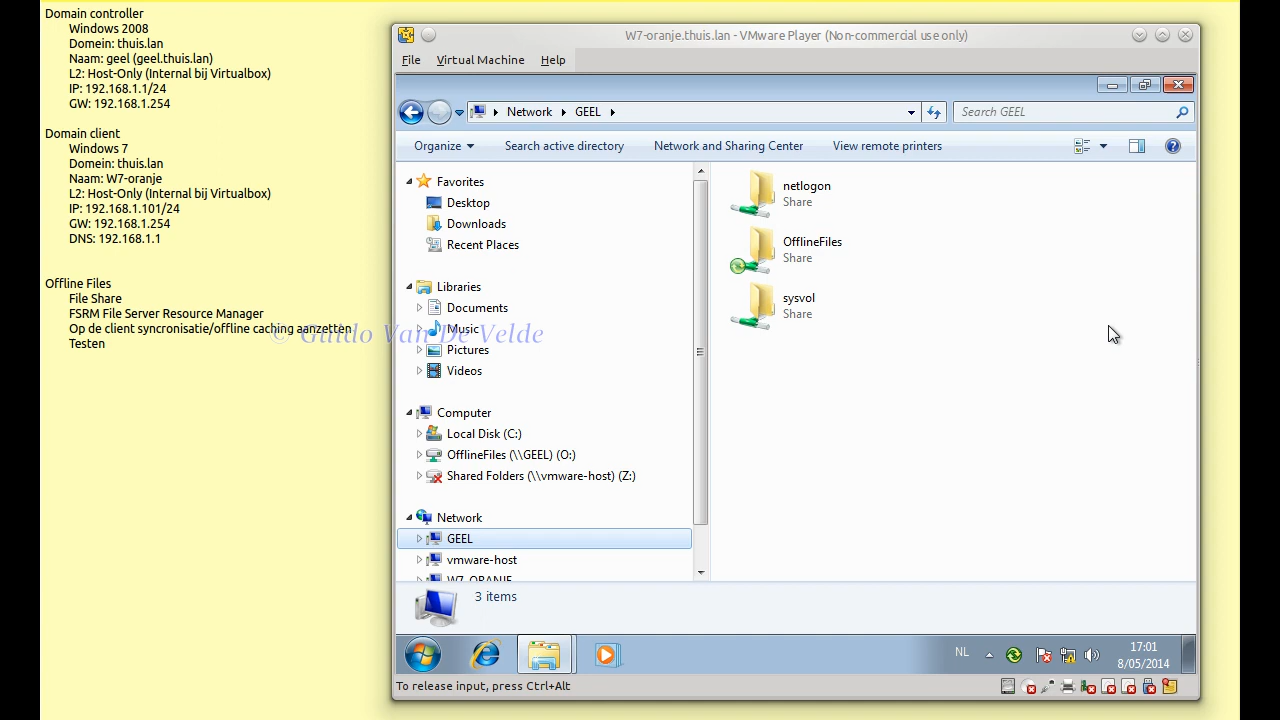 Domain controller
Windows 2008
Domein: thuis.lan
Naam: geel (geel.thuis.lan)
L2: Host-Only (Internal bij Virtualbox)
IP: 192.168.1.1/24
GW: 192.168.1.254
Domain client
Windows 7
Domein: thuis.lan
Naam: W7-oranje
L2: Host-Only (Internal bij Virtualbox)
IP: 192.168.1.101/24
GW: 192.168.1.254
DNS: 192.168.1.1
Offline Files
File Share
FSRM File Server Resource Manager
Op de client syncronisatie/offline caching aanzetten
Testen
© Guido Van De Velde
W7-oranje.thuis.lan - VMware Player (Non-commercial use only)
File Virtual Machine Help
Network GEEL
Search GEEL
Organize Search active directory Network and Sharing Center View remote printers
Favorites
Desktop
Downloads
Recent Places
Libraries
Documents
Music
Pictures
Videos
Computer
Local Disk (C:)
OfflineFiles (\\GEEL) (O:)
Shared Folders (\\vmware-host) (Z:)
Network
GEEL
vmware-host
W7-ORANJE
netlogon
Share
OfflineFiles
Share
sysvol
Share
3 items
NL
17:01
8/05/2014
To release input, press Ctrl+Alt